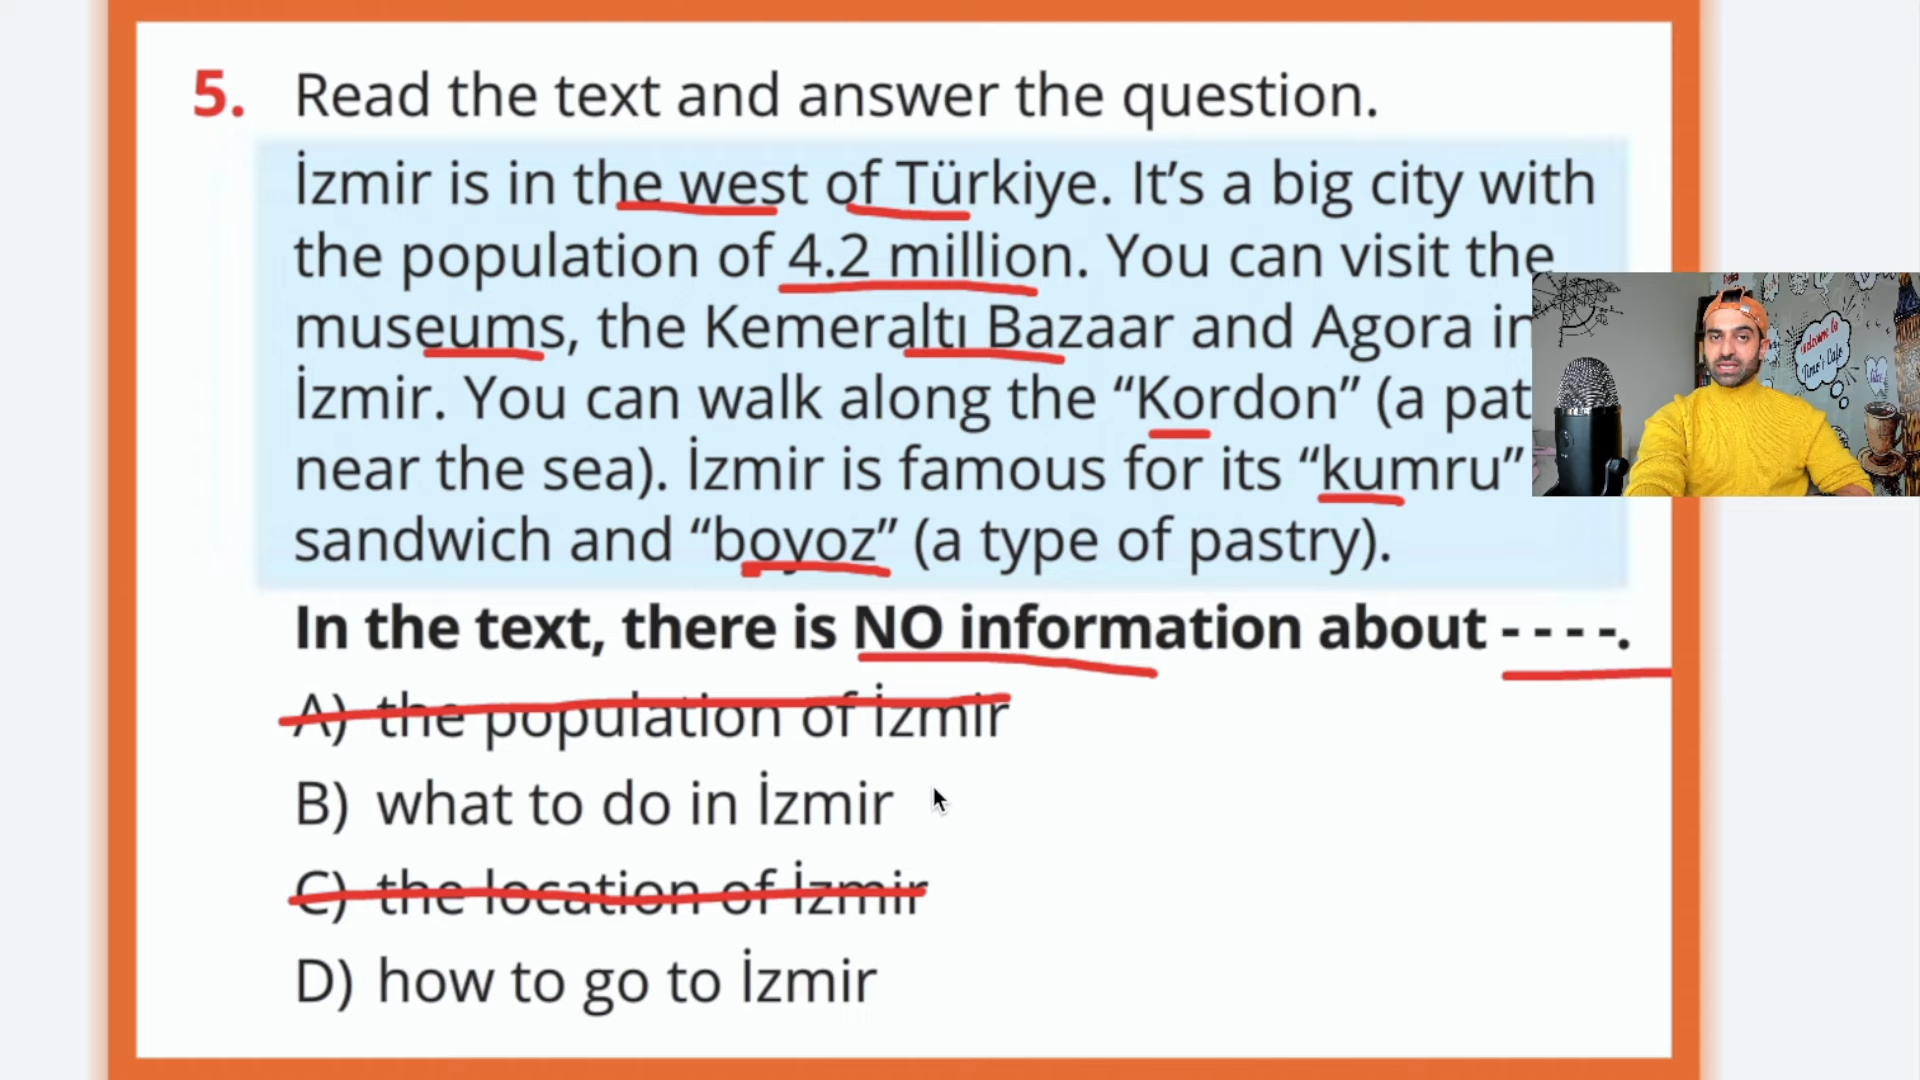 5. Read the text and answer the question.
İzmir is in the west of Türkiye. It’s a big city with
the population of 4.2 million. You can visit the
museums, the Kemeraltı Bazaar and Agora in
İzmir. You can walk along the “Kordon” (a pat
near the sea). İzmir is famous for its “kumru”
sandwich and “boyoz” (a type of pastry).
In the text, there is NO information about - - - -.
A) the population of İzmir
B) what to do in İzmir
C) the location of İzmir
D) how to go to İzmir